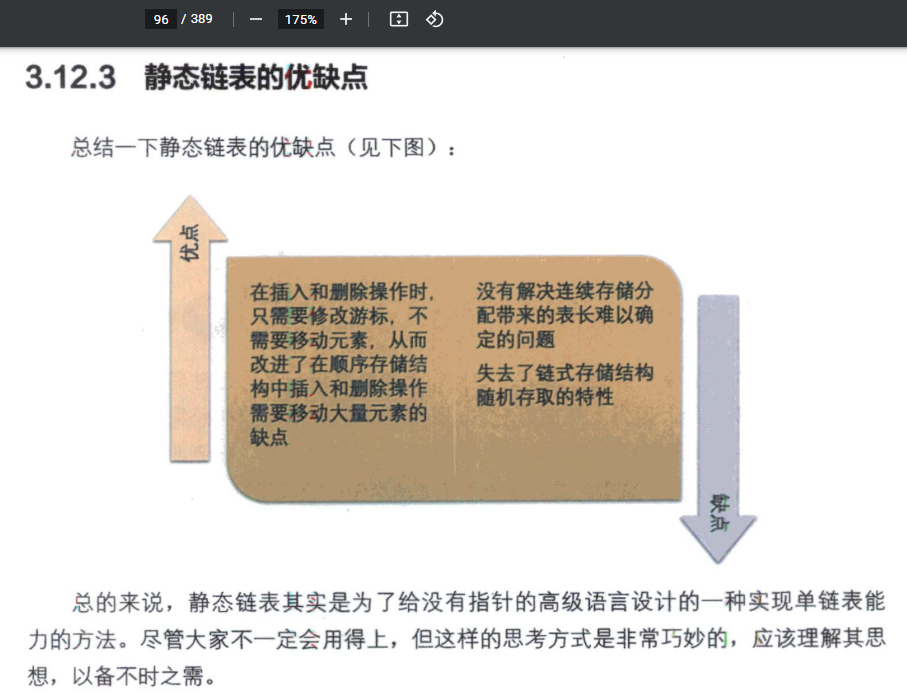 96 / 389
175%
3.12.3 静态链表的优缺点
总结一下静态链表的优缺点（见下图）：
优点
在插入和删除操作时，
只需要修改游标，不
需要移动元素，从而
改进了在顺序存储结
构中插入和删除操作
需要移动大量元素的
缺点
没有解决连续存储分
配带来的表长难以确
定的问题
失去了链式存储结构
随机存取的特性
缺点
总的来说，静态链表其实是为了给没有指针的高级语言设计的一种实现单链表能
力的方法。尽管大家不一定会用得上，但这样的思考方式是非常巧妙的，应该理解其思
想，以备不时之需。